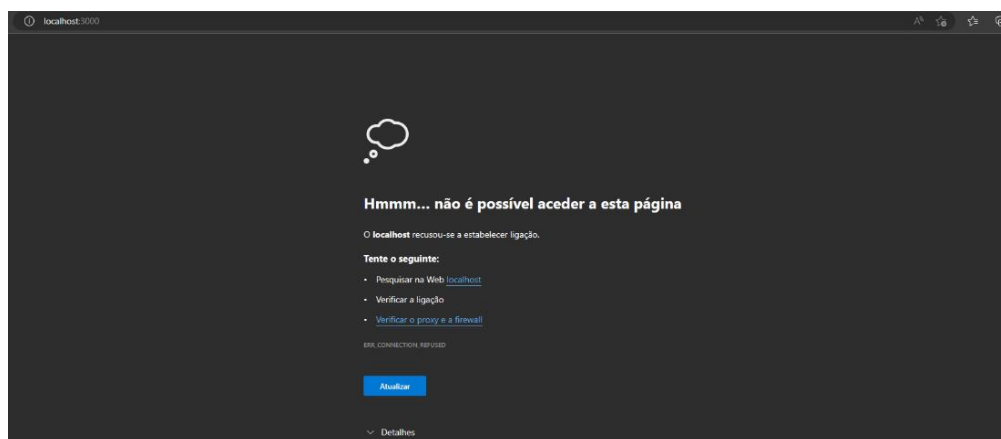 localhost:3000
Hmmm... não é possível aceder a esta página
O localhost recusou-se a estabelecer ligação.
Tente o seguinte:
• Pesquisar na Web localhost
• Verificar a ligação
• Verificar o proxy e a firewall
ERR_CONNECTION_REFUSED
Atualizar
Detalhes